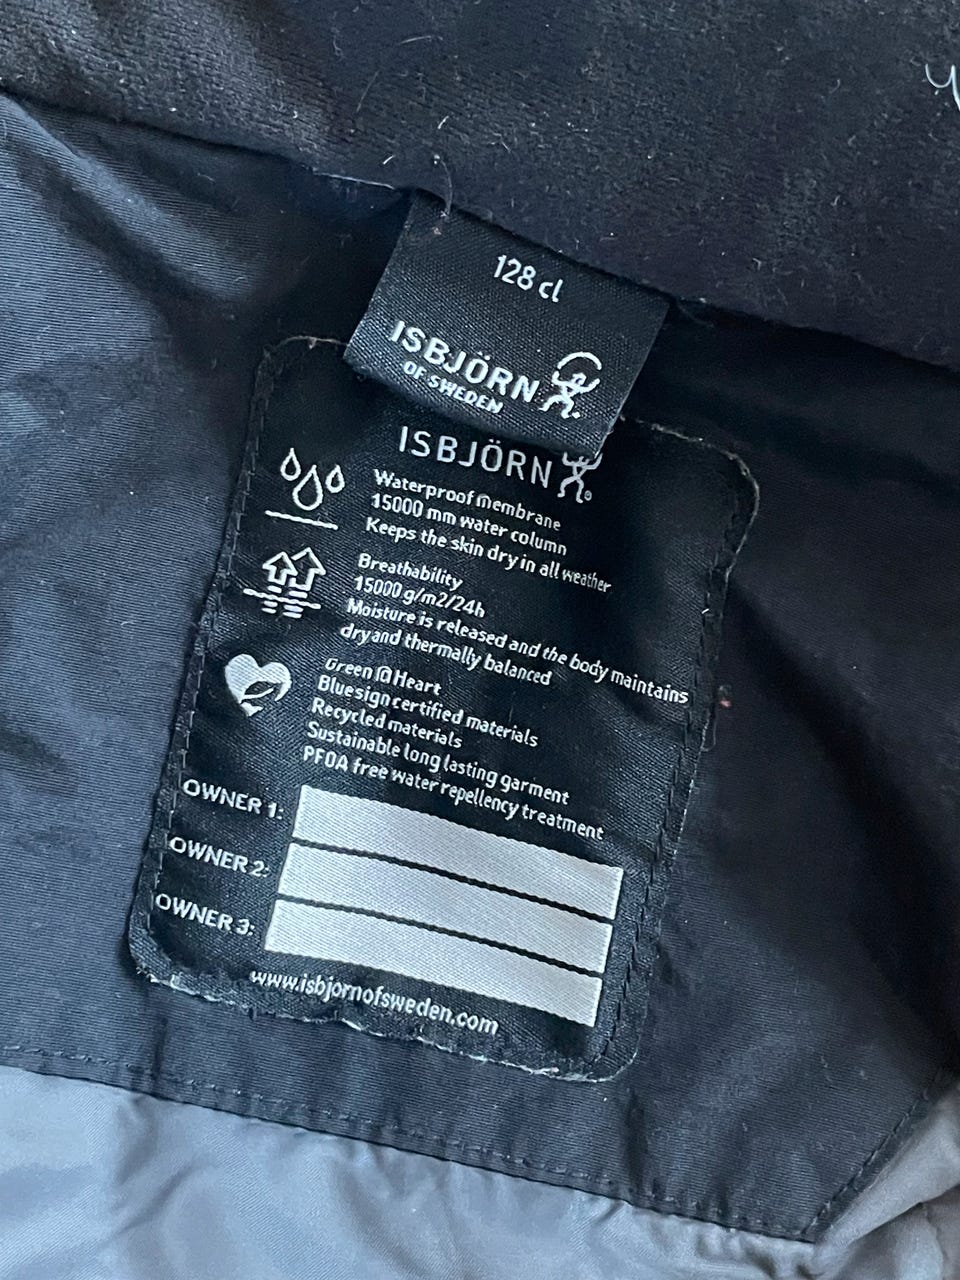 128 cl
ISBJÖRN
OF SWEDEN
ISBJÖRN
Waterproof membrane
15000 mm water column
Keeps the skin dry in all weather
Breathability
15000 g/m2/24h
Moisture is released and the body maintains
dry and thermally balanced
Green @ Heart
Bluesign certified materials
Recycled materials
Sustainable long lasting garment
PFOA free water repellency treatment
OWNER 1:
OWNER 2:
OWNER 3:
www.isbjornofsweden.com